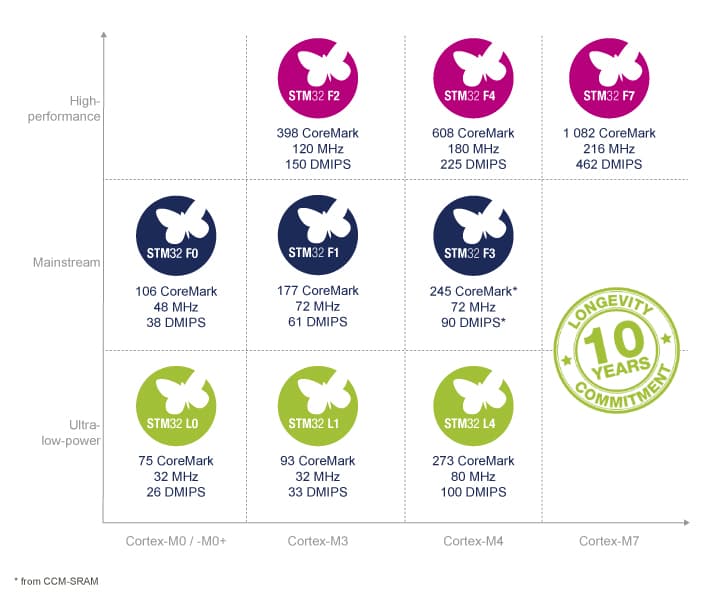 High-
performance
STM32 F2
398 CoreMark
120 MHz
150 DMIPS
STM32 F4
608 CoreMark
180 MHz
225 DMIPS
STM32 F7
1 082 CoreMark
216 MHz
462 DMIPS
Mainstream
STM32 F0
106 CoreMark
48 MHz
38 DMIPS
STM32 F1
177 CoreMark
72 MHz
61 DMIPS
STM32 F3
245 CoreMark*
72 MHz
90 DMIPS*
LONGEVITY
10
YEARS
COMMITMENT
Ultra-
low-power
STM32 L0
75 CoreMark
32 MHz
26 DMIPS
STM32 L1
93 CoreMark
32 MHz
33 DMIPS
STM32 L4
273 CoreMark
80 MHz
100 DMIPS
Cortex-M0 / -M0+
Cortex-M3
Cortex-M4
Cortex-M7
* from CCM-SRAM